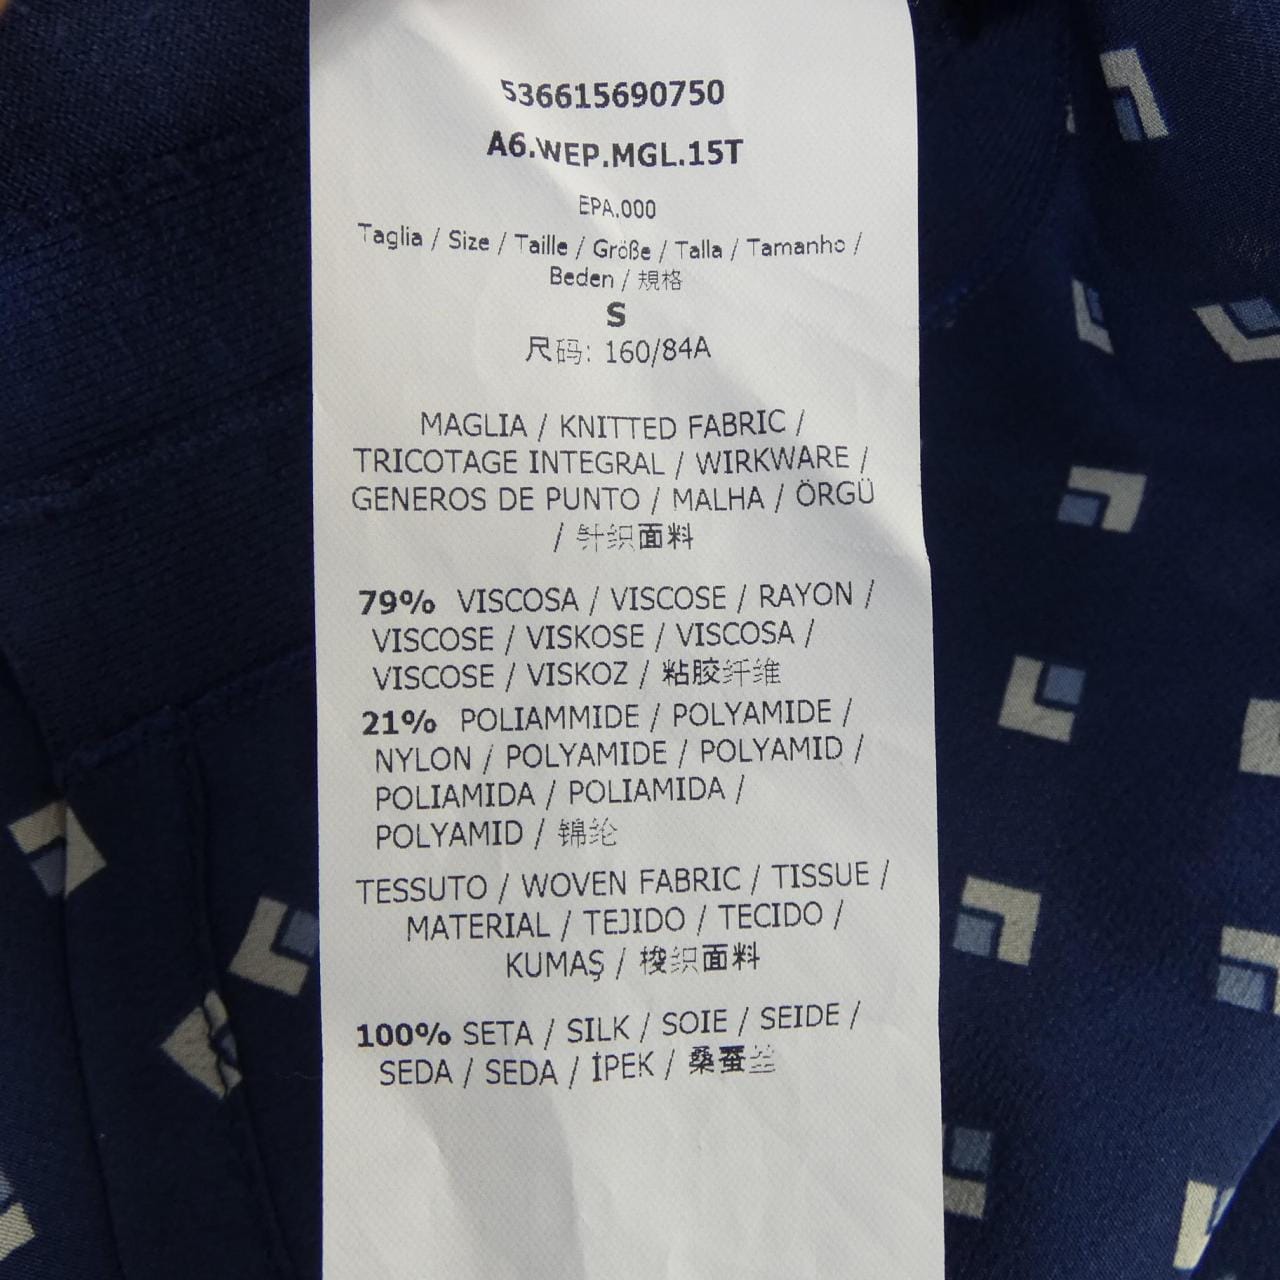 536615690750
A6.WEP.MGL.15T
EPA.000
Taglia / Size / Taille / Größe / Talla / Tamanho /
Beden / 規格
S
尺码: 160/84A
MAGLIA / KNITTED FABRIC /
TRICOTAGE INTEGRAL / WIRKWARE /
GENEROS DE PUNTO / MALHA / ÖRGÜ
/ 针织面料
79% VISCOSA / VISCOSE / RAYON /
VISCOSE / VISKOSE / VISCOSA /
VISCOSE / VISKOZ / 粘胶纤维
21% POLIAMMIDE / POLYAMIDE /
NYLON / POLYAMIDE / POLYAMID /
POLIAMIDA / POLIAMIDA /
POLYAMID / 锦纶
TESSUTO / WOVEN FABRIC / TISSUE /
MATERIAL / TEJIDO / TECIDO /
KUMAŞ / 梭织面料
100% SETA / SILK / SOIE / SEIDE /
SEDA / SEDA / İPEK / 桑蚕丝